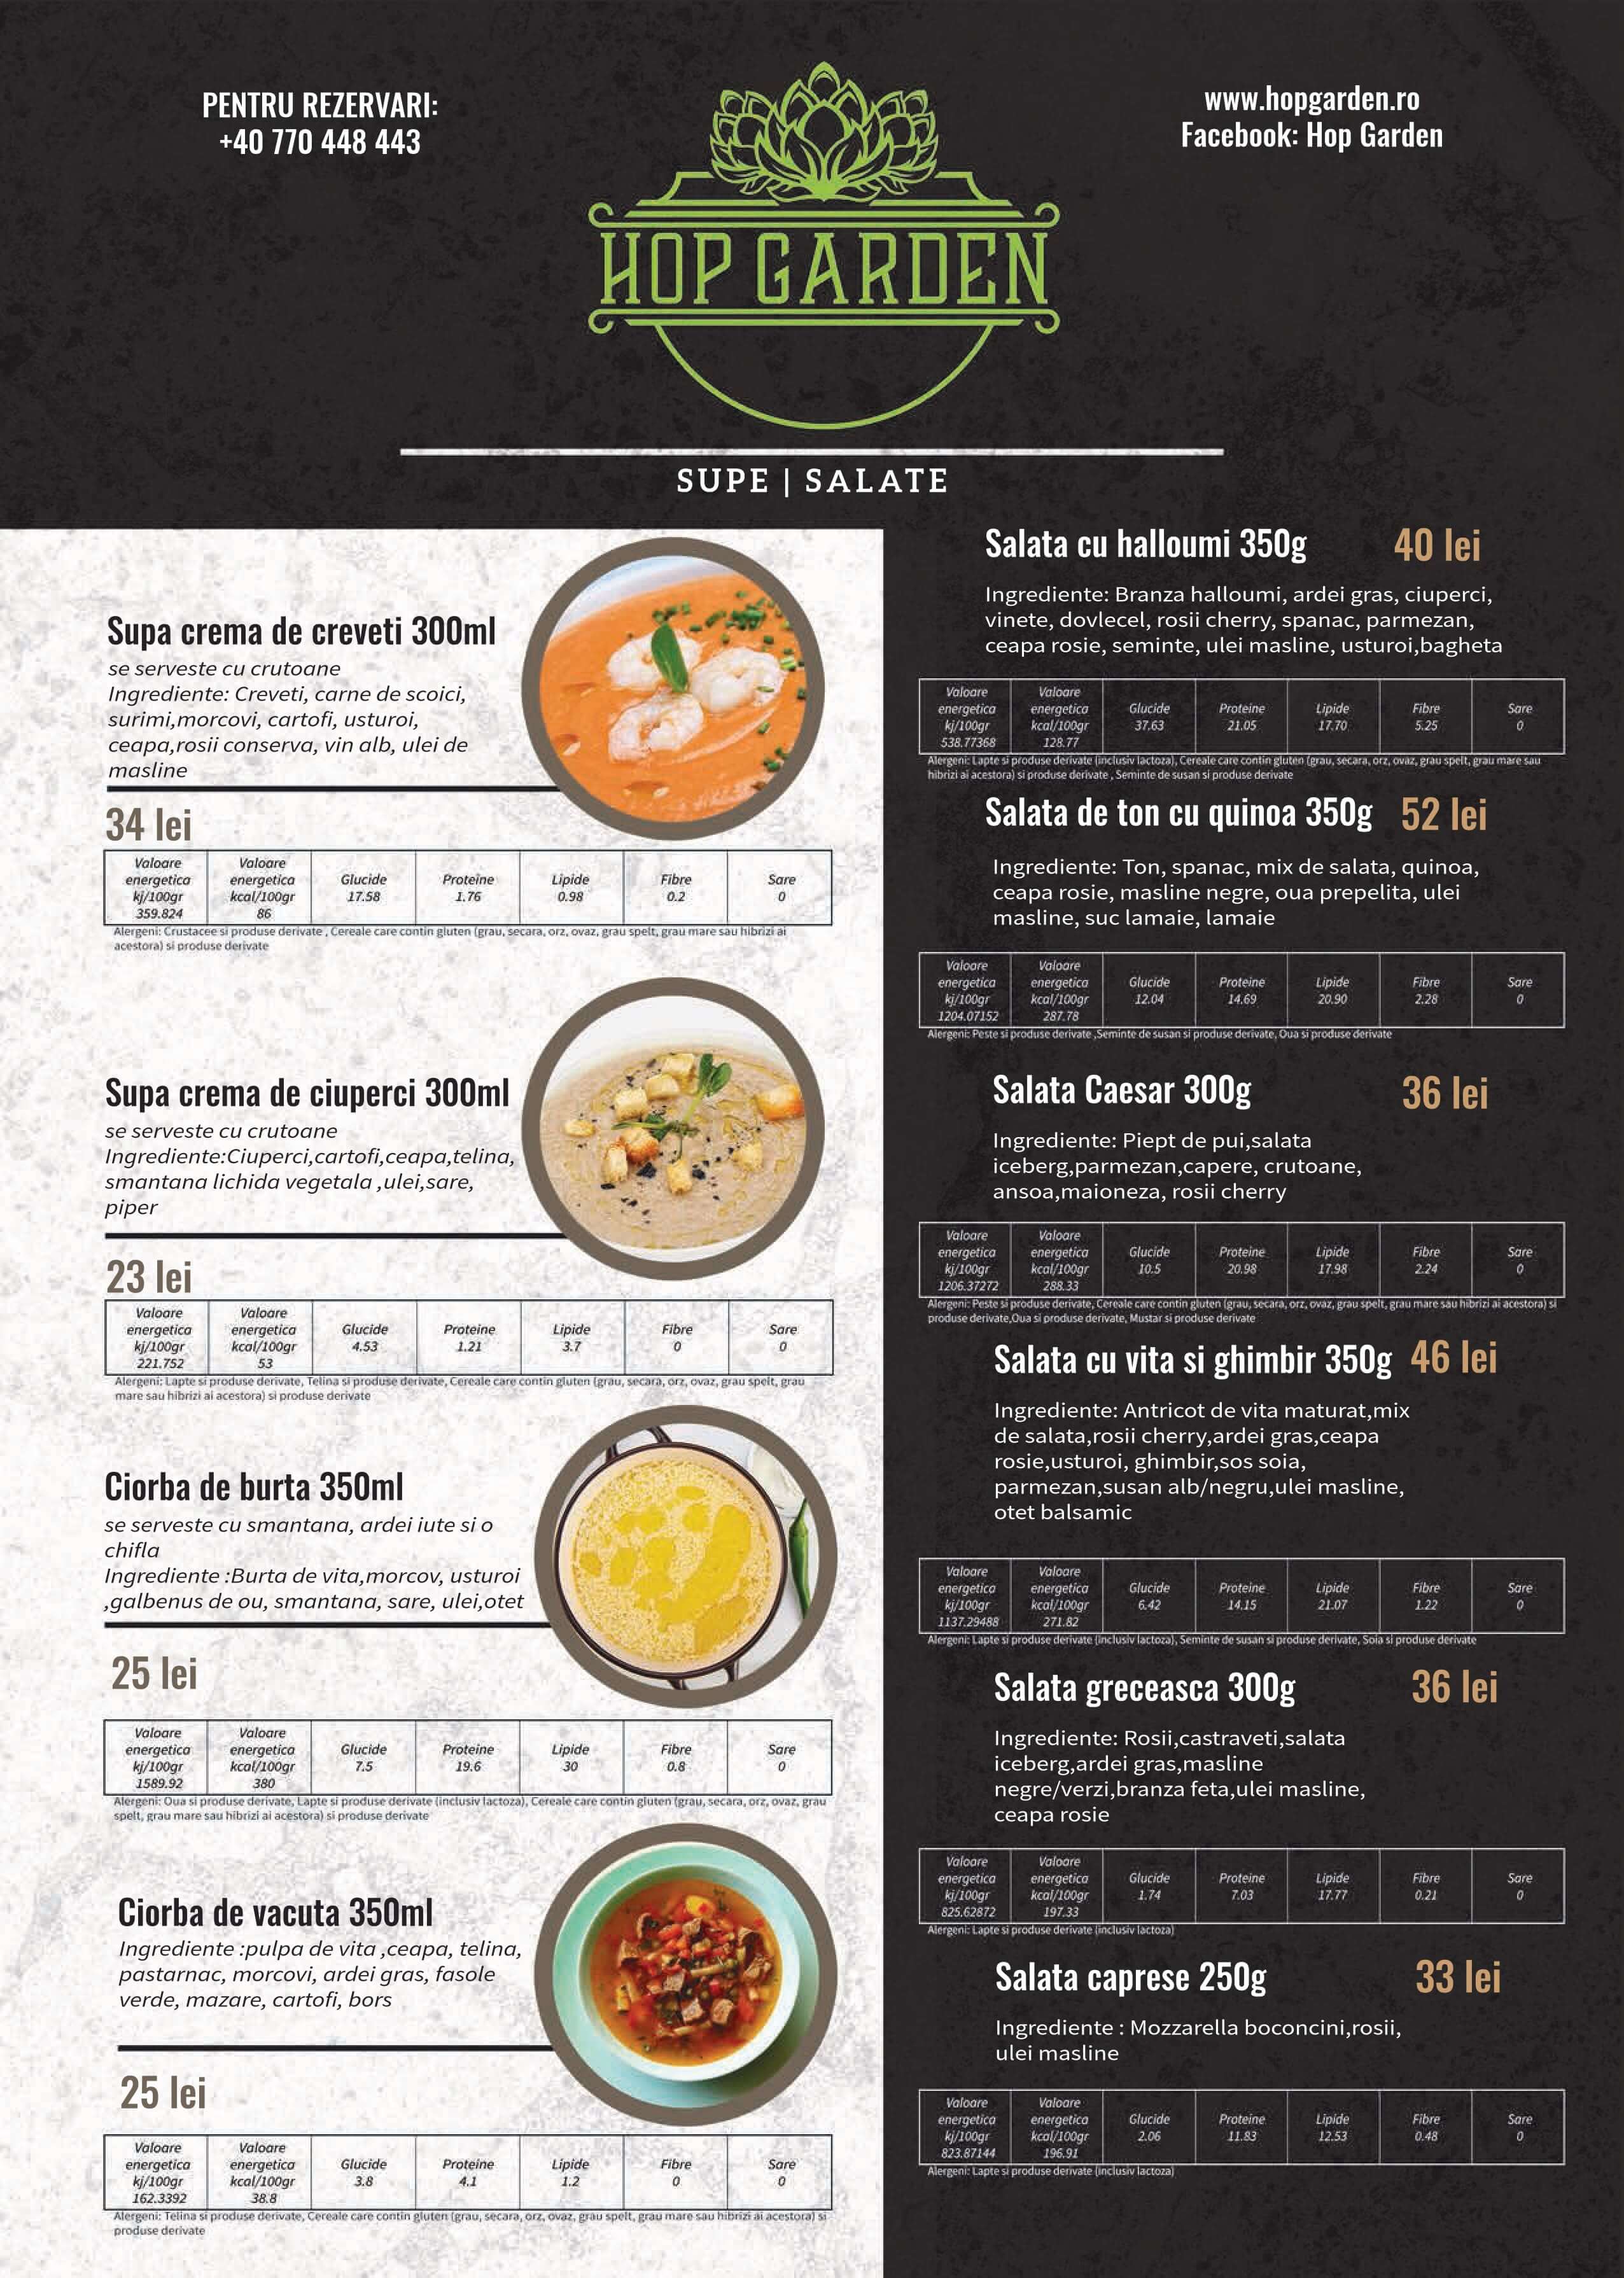 PENTRU REZERVARI:
+40 770 448 443
www.hopgarden.ro
Facebook: Hop Garden
HOP GARDEN
SUPE | SALATE
Supa crema de creveti 300ml
se serveste cu crutoane
Ingrediente: Creveti, carne de scoici,
surimi,morcovi, cartofi, usturoi,
ceapa,rosii conserva, vin alb, ulei de
masline
34 lei
Valoare energetica kj/100gr 359.824
Valoare energetica kcal/100gr 86
Glucide 17.58
Proteine 1.76
Lipide 0.98
Fibre 0.2
Sare 0
Alergeni: Crustacee si produse derivate , Cereale care contin gluten (grau, secara, orz, ovaz, grau spelt, grau mare sau hibrizi ai
acestora) si produse derivate
Supa crema de ciuperci 300ml
se serveste cu crutoane
Ingrediente:Ciuperci,cartofi,ceapa,telina,
smantana lichida vegetala ,ulei,sare,
piper
23 lei
Valoare energetica kj/100gr 221.752
Valoare energetica kcal/100gr 53
Glucide 4.53
Proteine 1.21
Lipide 3.7
Fibre 0
Sare 0
Alergeni: Lapte si produse derivate, Telina si produse derivate, Cereale care contin gluten (grau, secara, orz, ovaz, grau spelt, grau
mare sau hibrizi ai acestora) si produse derivate
Ciorba de burta 350ml
se serveste cu smantana, ardei iute si o
chifla
Ingrediente :Burta de vita,morcov, usturoi
,galbenus de ou, smantana, sare, ulei,otet
25 lei
Valoare energetica kj/100gr 1589.92
Valoare energetica kcal/100gr 380
Glucide 7.5
Proteine 19.6
Lipide 30
Fibre 0.8
Sare 0
Alergeni: Oua si produse derivate, Lapte si produse derivate (inclusiv lactoza), Cereale care contin gluten (grau, secara, orz, ovaz, grau
spelt, grau mare sau hibrizi ai acestora) si produse derivate
Ciorba de vacuta 350ml
Ingrediente :pulpa de vita ,ceapa, telina,
pastarnac, morcovi, ardei gras, fasole
verde, mazare, cartofi, bors
25 lei
Valoare energetica kj/100gr 162.3392
Valoare energetica kcal/100gr 38.8
Glucide 3.8
Proteine 4.1
Lipide 1.2
Fibre 0
Sare 0
Alergeni: Telina si produse derivate, Cereale care contin gluten (grau, secara, orz, ovaz, grau spelt, grau mare sau hibrizi ai acestora) si
produse derivate
Salata cu halloumi 350g 40 lei
Ingrediente: Branza halloumi, ardei gras, ciuperci,
vinete, dovlecel, rosii cherry, spanac, parmezan,
ceapa rosie, seminte, ulei masline, usturoi,bagheta
Valoare energetica kj/100gr 538.77368
Valoare energetica kcal/100gr 128.77
Glucide 37.63
Proteine 21.05
Lipide 17.70
Fibre 5.25
Sare 0
Alergeni: Lapte si produse derivate (inclusiv lactoza), Cereale care contin gluten (grau, secara, orz, ovaz, grau spelt, grau mare sau
hibrizi ai acestora) si produse derivate , Seminte de susan si produse derivate
Salata de ton cu quinoa 350g 52 lei
Ingrediente: Ton, spanac, mix de salata, quinoa,
ceapa rosie, masline negre, oua prepelita, ulei
masline, suc lamaie, lamaie
Valoare energetica kj/100gr 1204.07152
Valoare energetica kcal/100gr 287.78
Glucide 12.04
Proteine 14.69
Lipide 20.90
Fibre 2.28
Sare 0
Alergeni: Peste si produse derivate ,Seminte de susan si produse derivate, Oua si produse derivate
Salata Caesar 300g 36 lei
Ingrediente: Piept de pui,salata
iceberg,parmezan,capere, crutoane,
ansoa,maioneza, rosii cherry
Valoare energetica kj/100gr 1206.37272
Valoare energetica kcal/100gr 288.33
Glucide 10.5
Proteine 20.98
Lipide 17.98
Fibre 2.24
Sare 0
Alergeni: Peste si produse derivate, Cereale care contin gluten (grau, secara, orz, ovaz, grau spelt, grau mare sau hibrizi ai acestora) si
produse derivate,Oua si produse derivate, Mustar si produse derivate
Salata cu vita si ghimbir 350g 46 lei
Ingrediente: Antricot de vita maturat,mix
de salata,rosii cherry,ardei gras,ceapa
rosie,usturoi, ghimbir,sos soia,
parmezan,susan alb/negru,ulei masline,
otet balsamic
Valoare energetica kj/100gr 1137.29488
Valoare energetica kcal/100gr 271.82
Glucide 6.42
Proteine 14.15
Lipide 21.07
Fibre 1.22
Sare 0
Alergeni: Lapte si produse derivate (inclusiv lactoza), Seminte de susan si produse derivate, Soia si produse derivate
Salata greceasca 300g 36 lei
Ingrediente: Rosii,castraveti,salata
iceberg,ardei gras,masline
negre/verzi,branza feta,ulei masline,
ceapa rosie
Valoare energetica kj/100gr 825.62872
Valoare energetica kcal/100gr 197.33
Glucide 1.74
Proteine 7.03
Lipide 17.77
Fibre 0.21
Sare 0
Alergeni: Lapte si produse derivate (inclusiv lactoza)
Salata caprese 250g 33 lei
Ingrediente : Mozzarella boconcini,rosii,
ulei masline
Valoare energetica kj/100gr 823.87144
Valoare energetica kcal/100gr 196.91
Glucide 2.06
Proteine 11.83
Lipide 12.53
Fibre 0.48
Sare 0
Alergeni: Lapte si produse derivate (inclusiv lactoza)